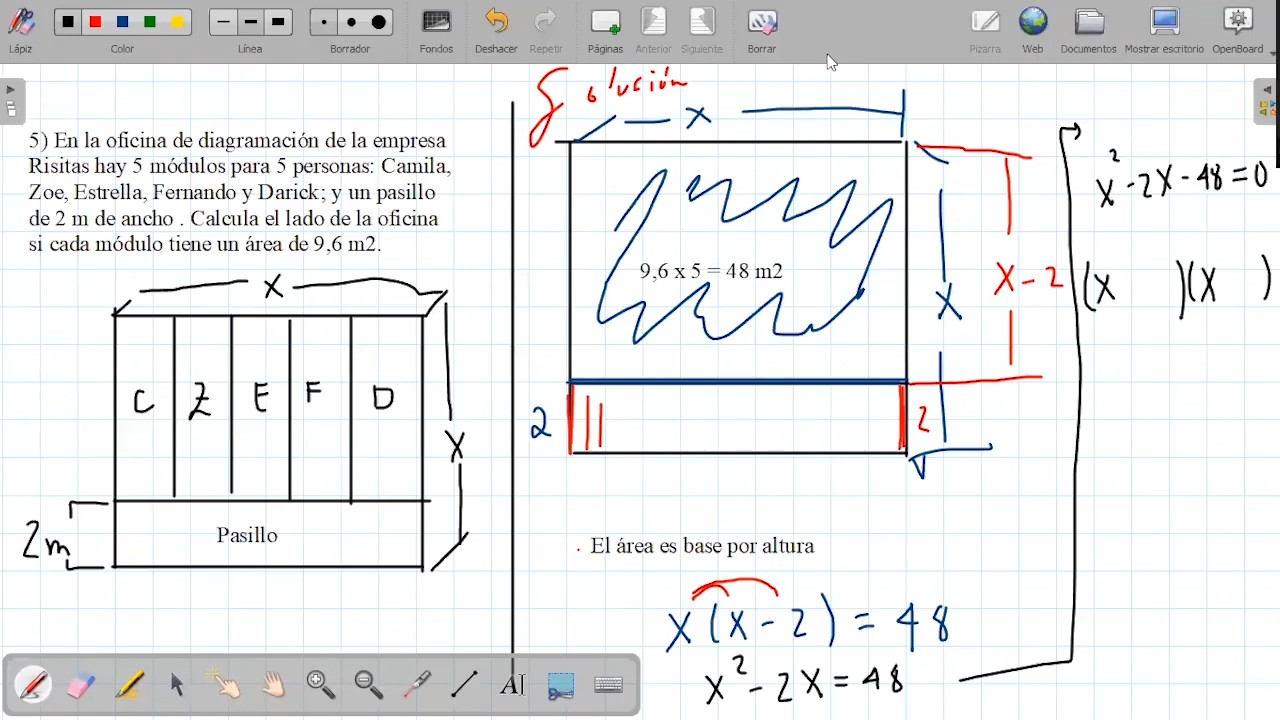 Lápiz
Color
Línea
Borrador
Fondos
Deshacer
Repetir
Páginas
Anterior
Siguiente
Borrar
Pizarra
Web
Documentos
Mostrar escritorio
OpenBoard
5) En la oficina de diagramación de la empresa
Risitas hay 5 módulos para 5 personas: Camila,
Zoe, Estrella, Fernando y Darick; y un pasillo
de 2 m de ancho . Calcula el lado de la oficina
si cada módulo tiene un área de 9,6 m2.
X
C Z E F D
X
2m
Pasillo
Solución
X
9,6 x 5 = 48 m2
X
X - 2
2
2
. El área es base por altura
X (X - 2) = 48
X² - 2X = 48
X² - 2X - 48 = 0
(X )(X )
AI